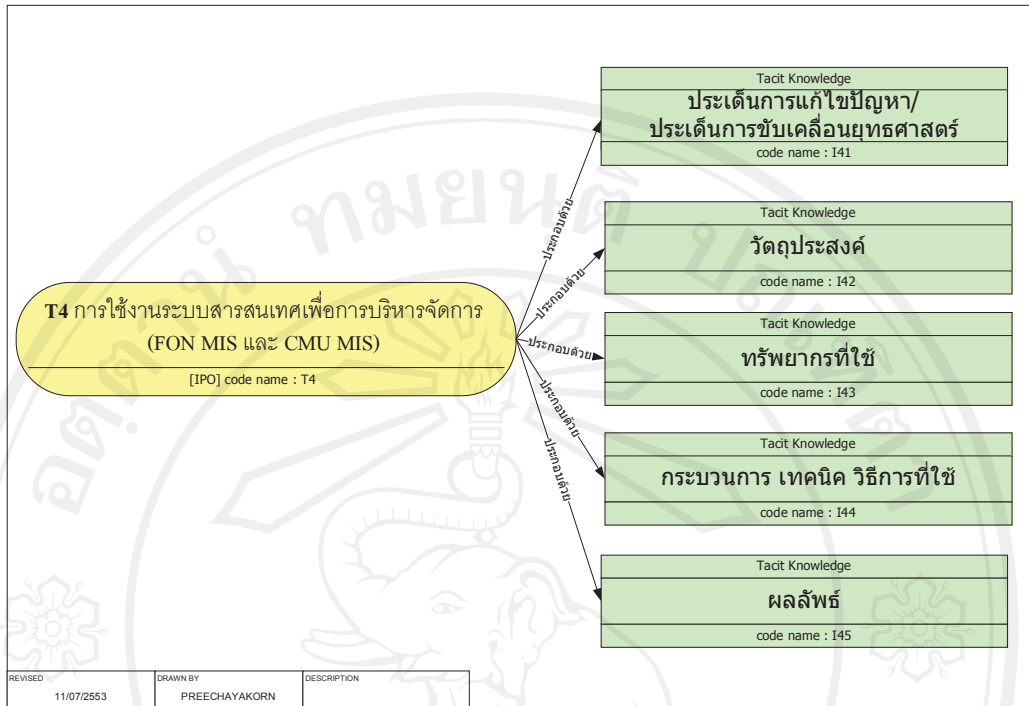 Tacit Knowledge
ประเด็นการแก้ไขปัญหา/
ประเด็นการขับเคลื่อนยุทธศาสตร์
code name : I41
Tacit Knowledge
วัตถุประสงค์
code name : I42
T4 การใช้งานระบบสารสนเทศเพื่อการบริหารจัดการ
(FON MIS และ CMU MIS)
[IPO] code name : T4
ประกอบด้วย
ประกอบด้วย
ประกอบด้วย
ประกอบด้วย
ประกอบด้วย
Tacit Knowledge
ทรัพยากรที่ใช้
code name : I43
Tacit Knowledge
กระบวนการ เทคนิค วิธีการที่ใช้
code name : I44
Tacit Knowledge
ผลลัพธ์
code name : I45
REVISED
11/07/2553
DRAWN BY
PREECHAYAKORN
DESCRIPTION